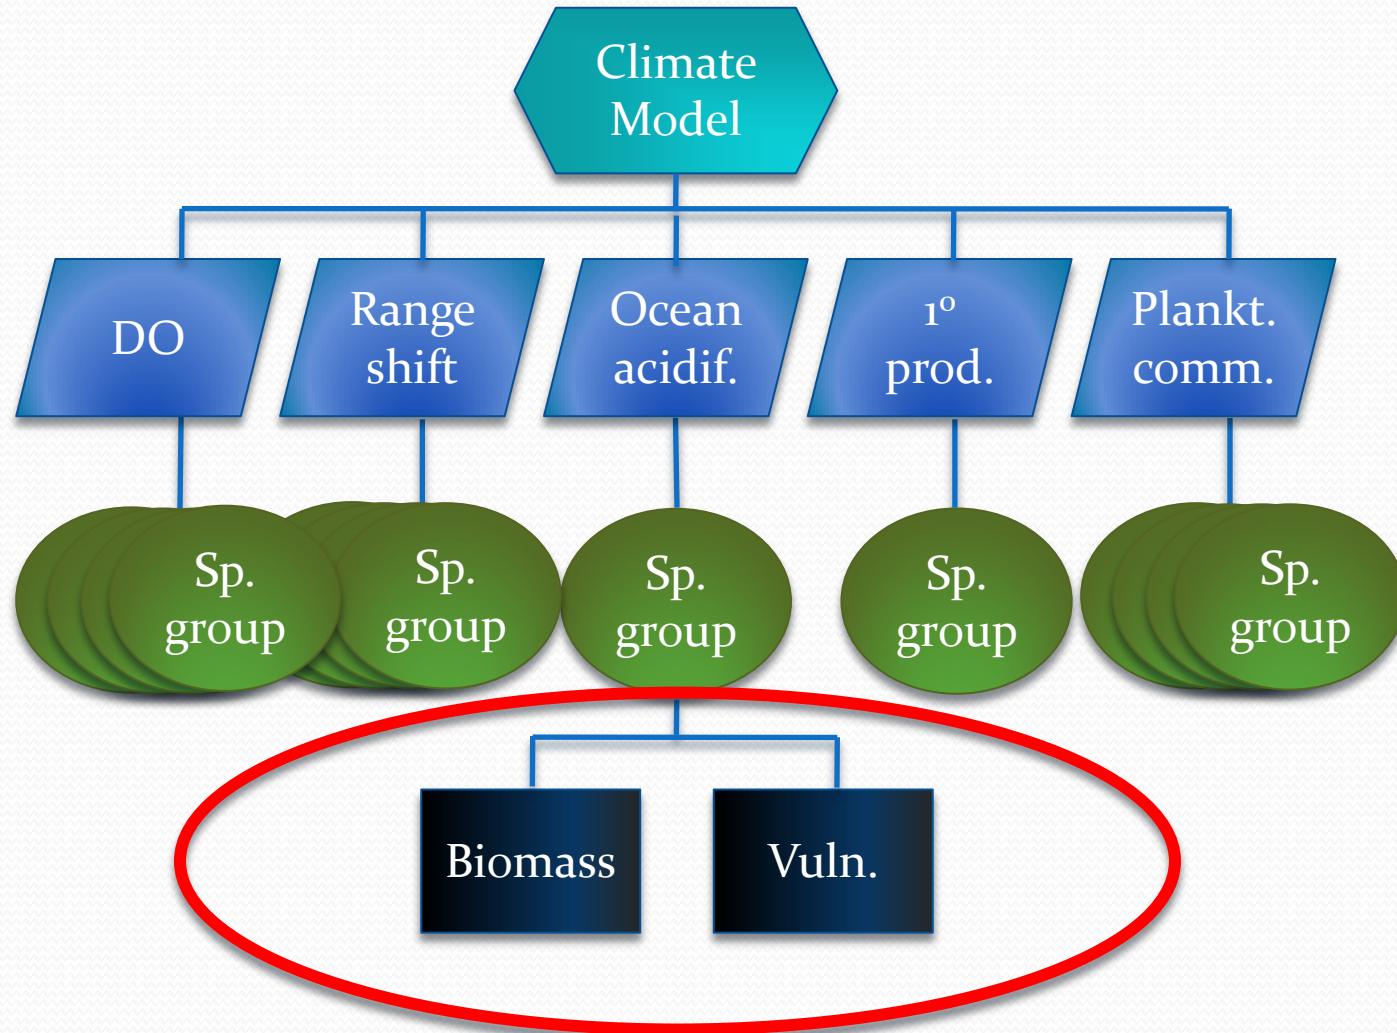 Climate
Model
DO
Range
shift
Ocean
acidif.
1º
prod.
Plankt.
comm.
Sp.
group
Sp.
group
Sp.
group
Sp.
group
Sp.
group
Biomass
Vuln.